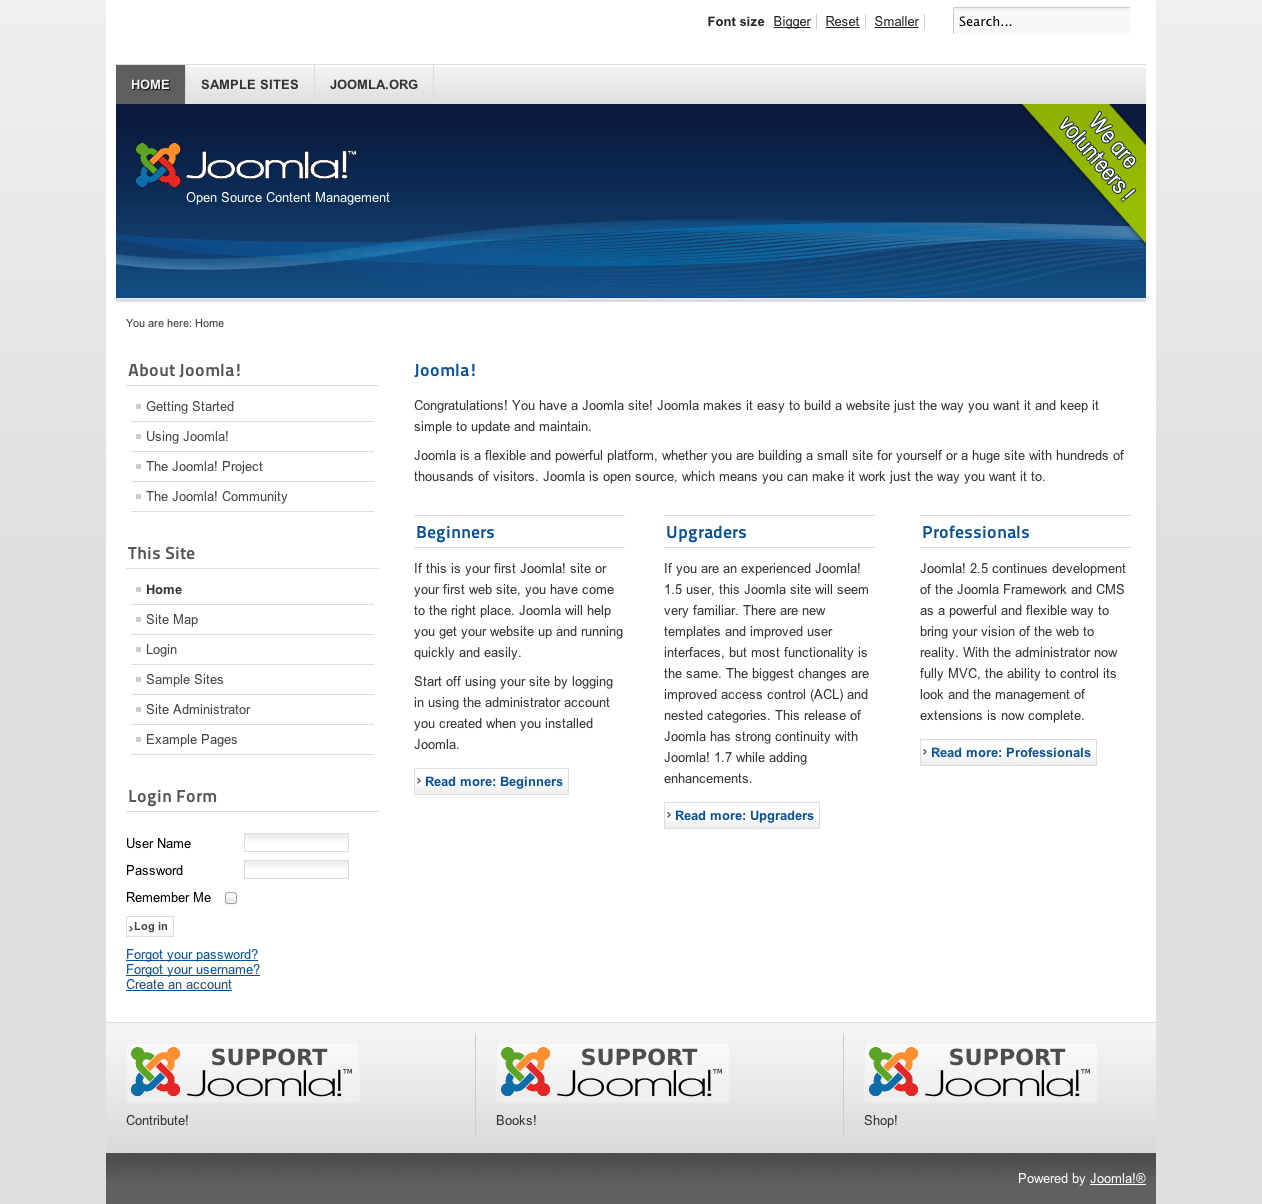 Font size Bigger Reset Smaller Search...
HOME SAMPLE SITES JOOMLA.ORG
We are
volunteers !
Joomla!™
Open Source Content Management
You are here: Home
About Joomla!
Getting Started
Using Joomla!
The Joomla! Project
The Joomla! Community
This Site
Home
Site Map
Login
Sample Sites
Site Administrator
Example Pages
Login Form
User Name
Password
Remember Me
Log in
Forgot your password?
Forgot your username?
Create an account
Joomla!
Congratulations! You have a Joomla site! Joomla makes it easy to build a website just the way you want it and keep it
simple to update and maintain.
Joomla is a flexible and powerful platform, whether you are building a small site for yourself or a huge site with hundreds of
thousands of visitors. Joomla is open source, which means you can make it work just the way you want it to.
Beginners
If this is your first Joomla! site or
your first web site, you have come
to the right place. Joomla will help
you get your website up and running
quickly and easily.
Start off using your site by logging
in using the administrator account
you created when you installed
Joomla.
Read more: Beginners
Upgraders
If you are an experienced Joomla!
1.5 user, this Joomla site will seem
very familiar. There are new
templates and improved user
interfaces, but most functionality is
the same. The biggest changes are
improved access control (ACL) and
nested categories. This release of
Joomla has strong continuity with
Joomla! 1.7 while adding
enhancements.
Read more: Upgraders
Professionals
Joomla! 2.5 continues development
of the Joomla Framework and CMS
as a powerful and flexible way to
bring your vision of the web to
reality. With the administrator now
fully MVC, the ability to control its
look and the management of
extensions is now complete.
Read more: Professionals
SUPPORT
Joomla!™
Contribute!
SUPPORT
Joomla!™
Books!
SUPPORT
Joomla!™
Shop!
Powered by Joomla!®